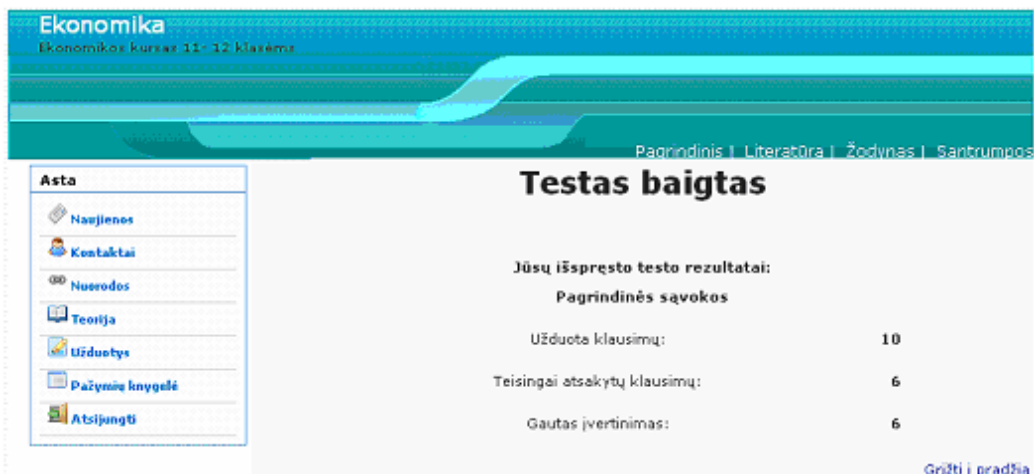 Ekonomika
Ekonomikos kursas 11- 12 klasėms
Pagrindinis | Literatūra | Žodynas | Santrumpos
Asta
Naujienos
Kontaktai
Nuorodos
Teorija
Užduotys
Pažymių knygelė
Atsijungti
Testas baigtas
Jūsų išspręsto testo rezultatai:
Pagrindinės sąvokos
Užduota klausimų: 10
Teisingai atsakytų klausimų: 6
Gautas įvertinimas: 6
Grižti į pradžią